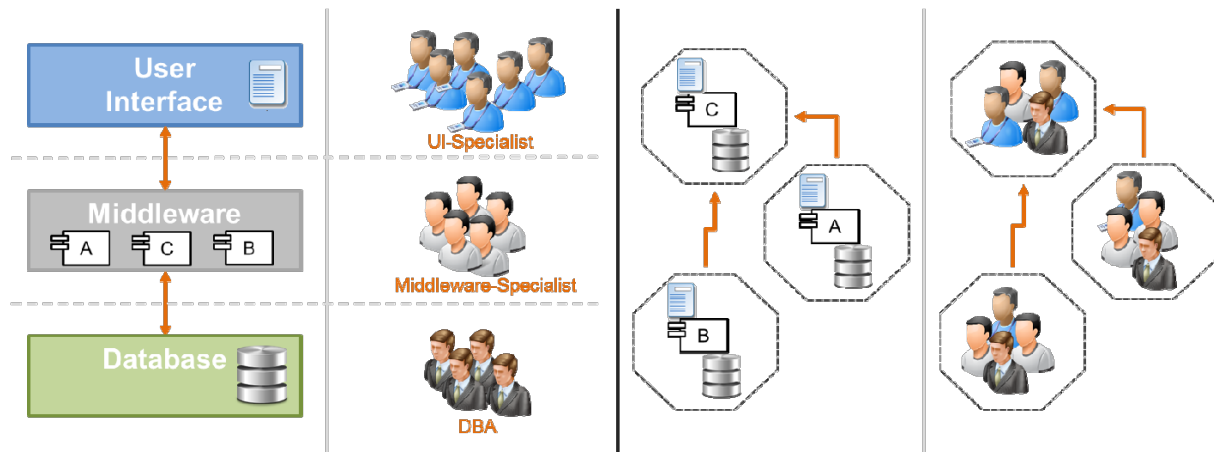 User
Interface
UI-Specialist
Middleware
A
C
B
Middleware-Specialist
Database
DBA
C
A
B